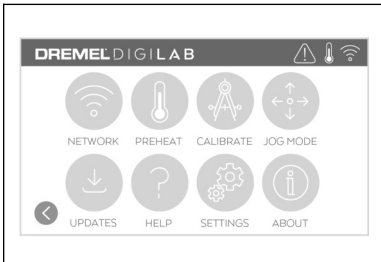 DREMEL DIGILAB
NETWORK PREHEAT CALIBRATE JOG MODE
UPDATES HELP SETTINGS ABOUT